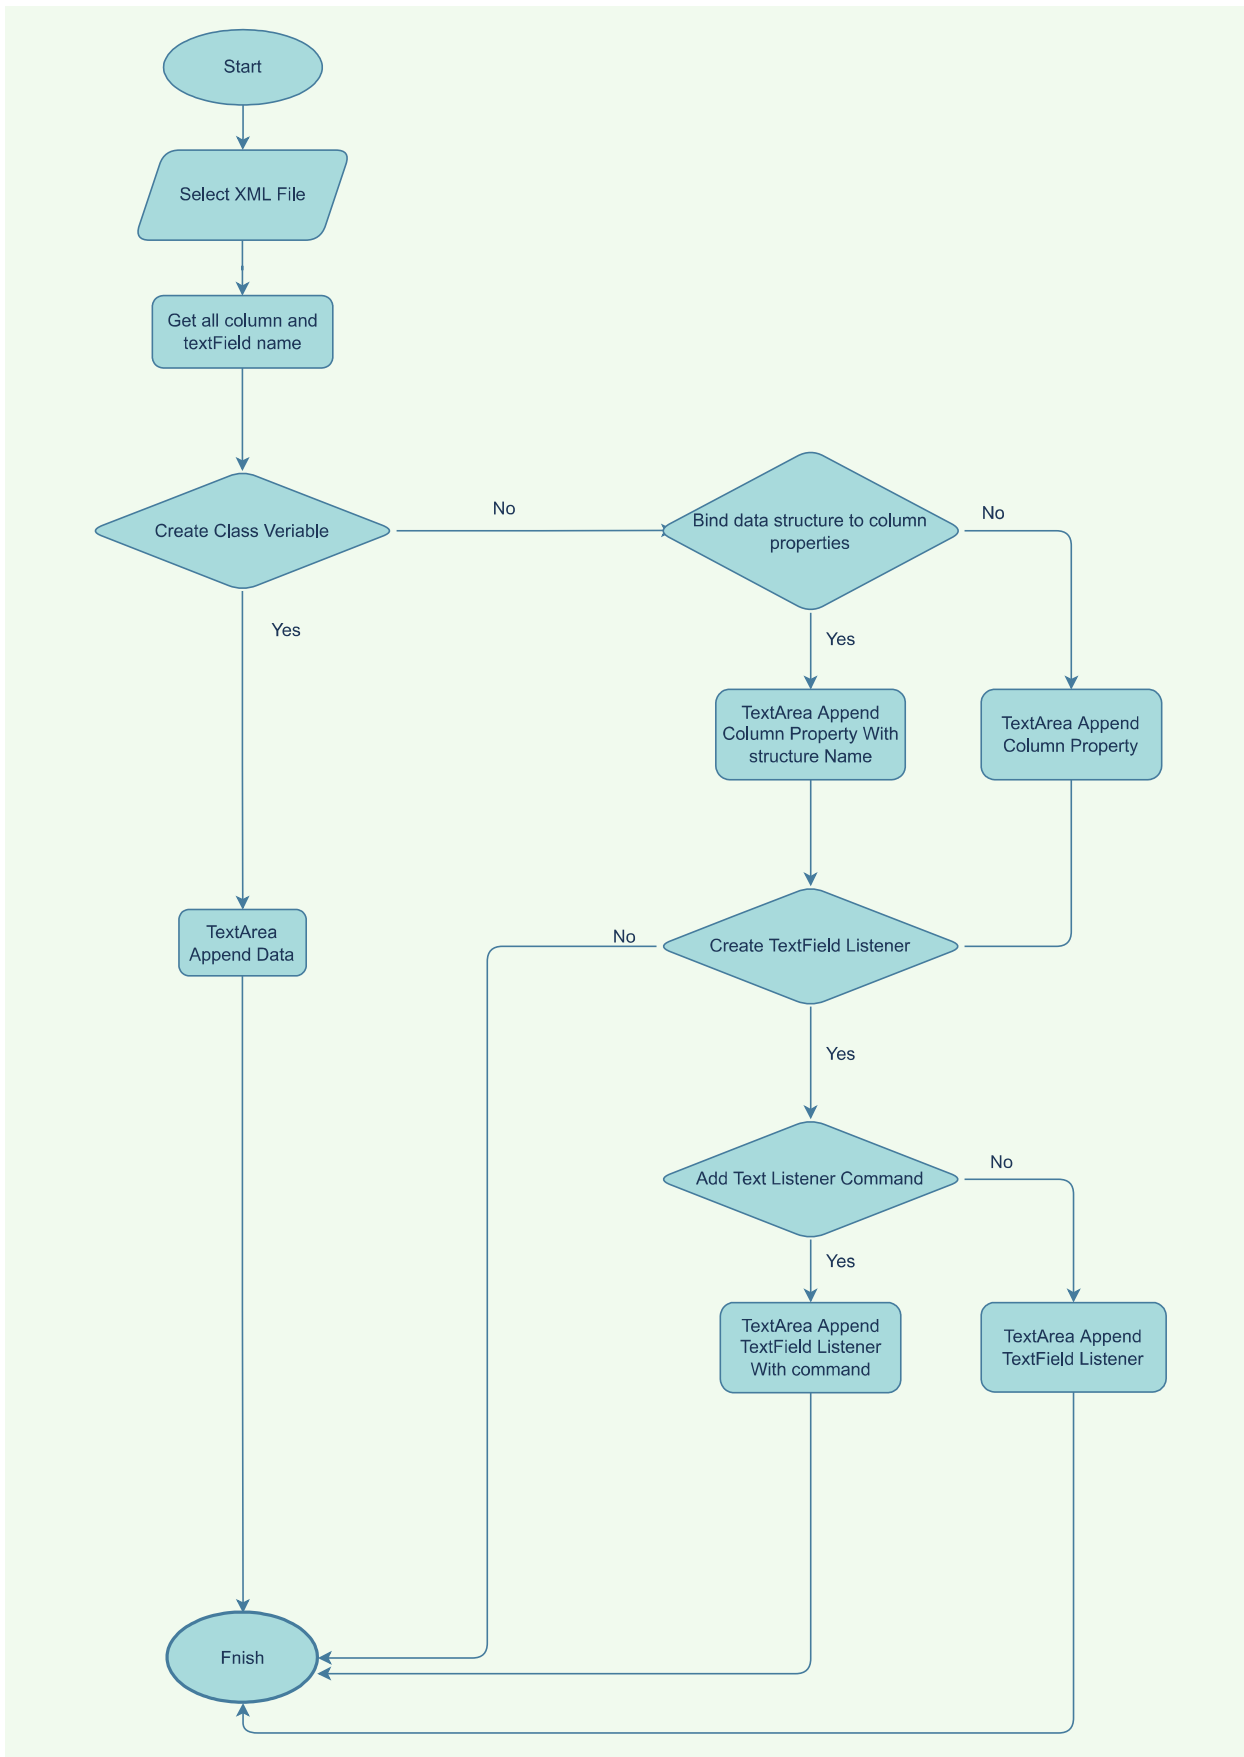 Start
Select XML File
Get all column and
textField name
Create Class Veriable
No
Bind data structure to column
properties
No
Yes
Yes
TextArea Append
Column Property With
structure Name
TextArea Append
Column Property
TextArea
Append Data
No
Create TextField Listener
Yes
Add Text Listener Command
No
Yes
TextArea Append
TextField Listener
With command
TextArea Append
TextField Listener
Fnish